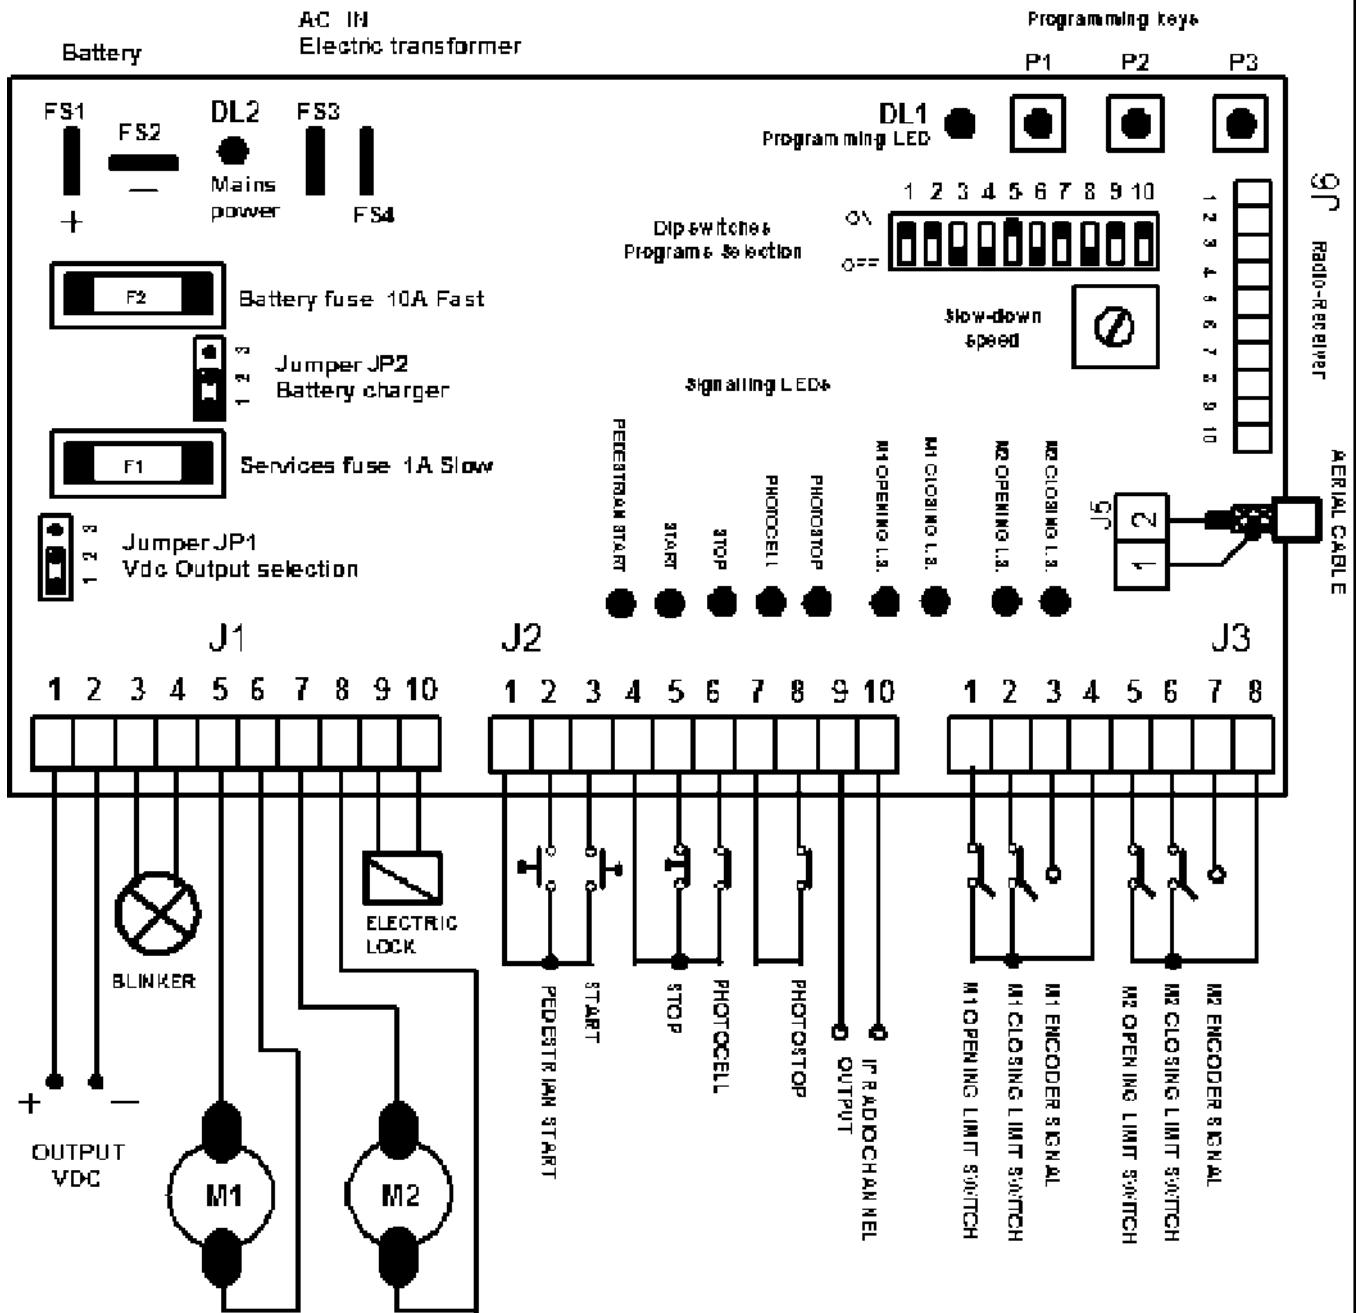 AC IN
Electric transformer
Battery
Programming keys
P1 P2 P3
FS1
FS2
DL2
FS3
FS4
Mains
power
+
—
DL1
Programming LED
1 2 3 4 5 6 7 8 9 10
ON
OFF
Dip switches
Programs Selection
1
2
3
4
5
6
7
8
9
10
J6
Radio-Receiver
F2
Battery fuse 10A Fast
3
2
1
Jumper JP2
Battery charger
Slow-down
speed
Signalling LEDs
F1
Services fuse 1A Slow
3
2
1
Jumper JP1
Vdc Output selection
PEDESTRIAN START
START
STOP
PHOTOCELL
PHOTOSTOP
M1 OPENING L.S.
M1 CLOSING L.S.
M2 OPENING L.S.
M2 CLOSING L.S.
J5
2
1
AERIAL CABLE
J1
J2
J3
1 2 3 4 5 6 7 8 9 10
1 2 3 4 5 6 7 8 9 10
1 2 3 4 5 6 7 8
BLINKER
ELECTRIC
LOCK
+ —
OUTPUT
VDC
M1
M2
PEDESTRIAN START
START
STOP
PHOTOCELL
PHOTOSTOP
OUTPUT
RADIOCHANNEL
M1 OPENING LIMIT SWITCH
M1 CLOSING LIMIT SWITCH
M1 ENCODER SIGNAL
M2 OPENING LIMIT SWITCH
M2 CLOSING LIMIT SWITCH
M2 ENCODER SIGNAL